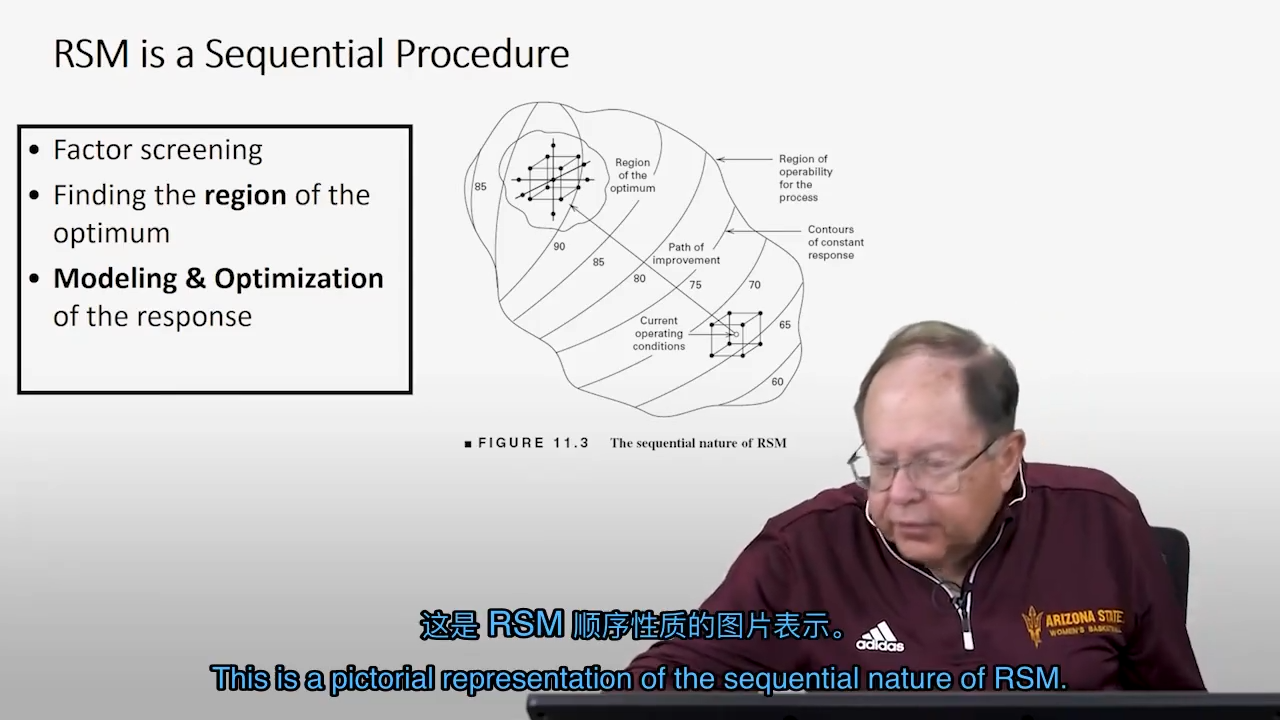 RSM is a Sequential Procedure
• Factor screening
• Finding the region of the
optimum
• Modeling & Optimization
of the response
Region
of the
optimum
Region of
operability
for the
process
Contours
of constant
response
Path of
improvement
Current
operating
conditions
85
90
85
80
75
70
65
60
■ FIGURE 11.3 The sequential nature of RSM
adidas
ARIZONA STATE
WOMEN'S BASKETBALL
这是 RSM 顺序性质的图片表示。
This is a pictorial representation of the sequential nature of RSM.